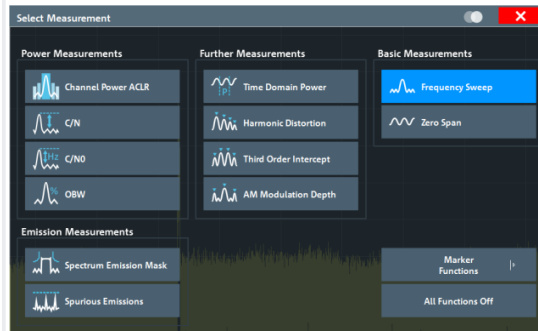 Select Measurement
Power Measurements
Channel Power ACLR
C/N
C/N0
OBW
Further Measurements
Time Domain Power
Harmonic Distortion
Third Order Intercept
AM Modulation Depth
Basic Measurements
Frequency Sweep
Zero Span
Emission Measurements
Spectrum Emission Mask
Spurious Emissions
Marker
Functions
All Functions Off